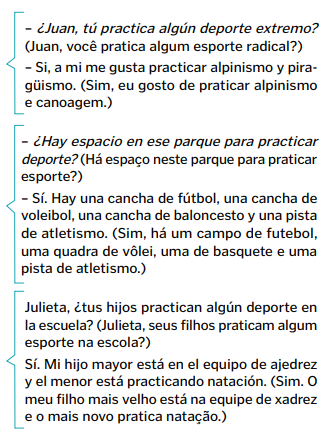 – ¿Juan, tú practica algún deporte extremo?
(Juan, você pratica algum esporte radical?)
– Si, a mi me gusta practicar alpinismo y pira-
güismo. (Sim, eu gosto de praticar alpinismo
e canoagem.)
– ¿Hay espacio en ese parque para practicar
deporte? (Há espaço neste parque para praticar
esporte?)
– Sí. Hay una cancha de fútbol, una cancha de
voleibol, una cancha de baloncesto y una pista
de atletismo. (Sim, há um campo de futebol,
uma quadra de vôlei, uma de basquete e uma
pista de atletismo.)
Julieta, ¿tus hijos practican algún deporte en
la escuela? (Julieta, seus filhos praticam algum
esporte na escola?)
Sí. Mi hijo mayor está en el equipo de ajedrez
y el menor está practicando natación. (Sim. O
meu filho mais velho está na equipe de xadrez
e o mais novo pratica natação.)